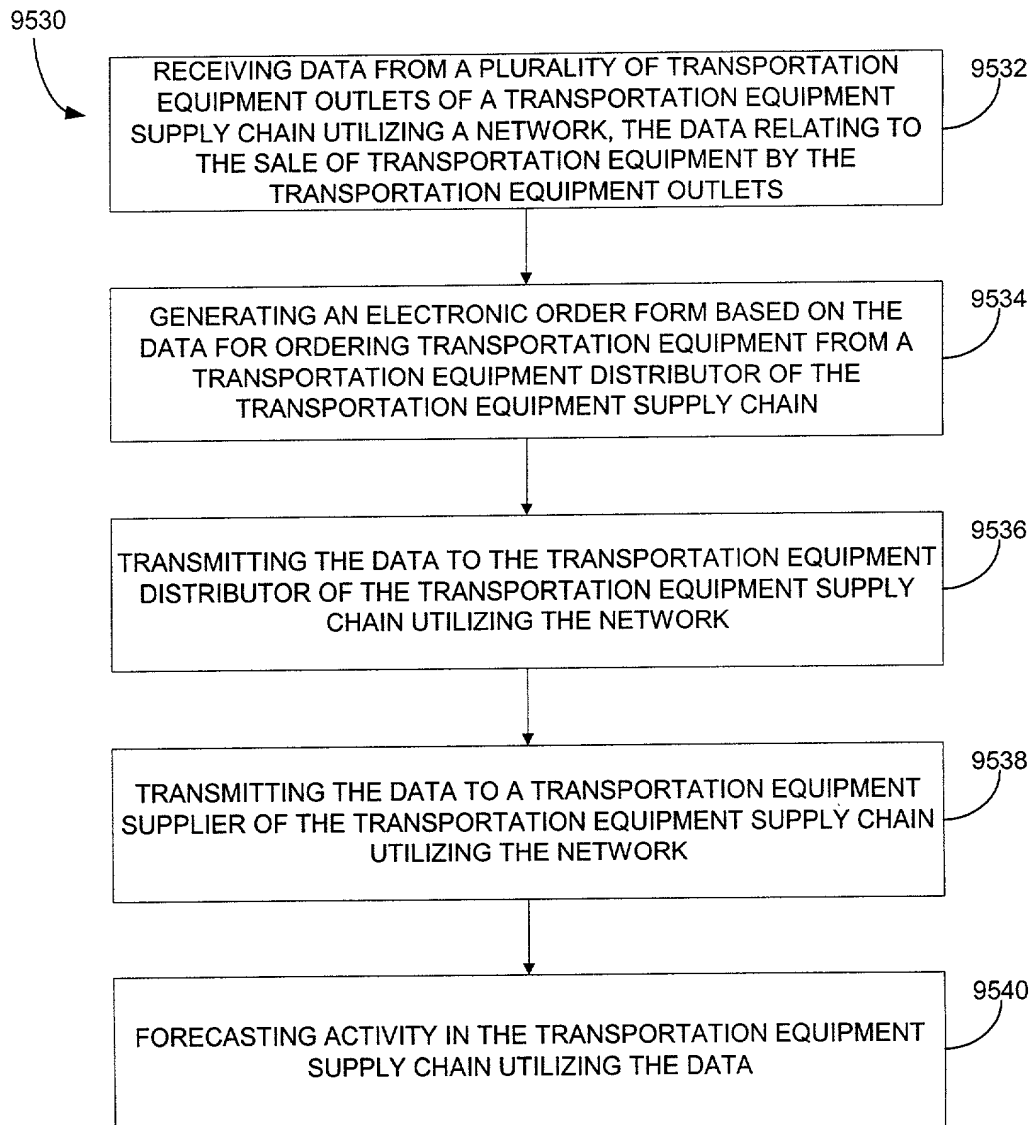 9530
RECEIVING DATA FROM A PLURALITY OF TRANSPORTATION
EQUIPMENT OUTLETS OF A TRANSPORTATION EQUIPMENT
SUPPLY CHAIN UTILIZING A NETWORK, THE DATA RELATING TO
THE SALE OF TRANSPORTATION EQUIPMENT BY THE
TRANSPORTATION EQUIPMENT OUTLETS
9532
GENERATING AN ELECTRONIC ORDER FORM BASED ON THE
DATA FOR ORDERING TRANSPORTATION EQUIPMENT FROM A
TRANSPORTATION EQUIPMENT DISTRIBUTOR OF THE
TRANSPORTATION EQUIPMENT SUPPLY CHAIN
9534
TRANSMITTING THE DATA TO THE TRANSPORTATION EQUIPMENT
DISTRIBUTOR OF THE TRANSPORTATION EQUIPMENT SUPPLY
CHAIN UTILIZING THE NETWORK
9536
TRANSMITTING THE DATA TO A TRANSPORTATION EQUIPMENT
SUPPLIER OF THE TRANSPORTATION EQUIPMENT SUPPLY CHAIN
UTILIZING THE NETWORK
9538
FORECASTING ACTIVITY IN THE TRANSPORTATION EQUIPMENT
SUPPLY CHAIN UTILIZING THE DATA
9540